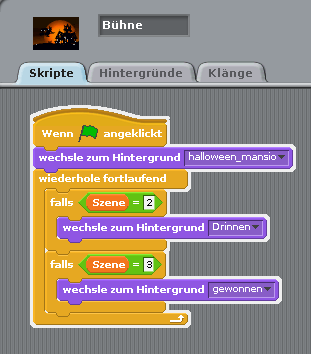 Bühne
Skripte Hintergründe Klänge
Wenn angeklickt
wechsle zum Hintergrund halloween_mansio
wiederhole fortlaufend
falls Szene = 2
wechsle zum Hintergrund Drinnen
falls Szene = 3
wechsle zum Hintergrund gewonnen